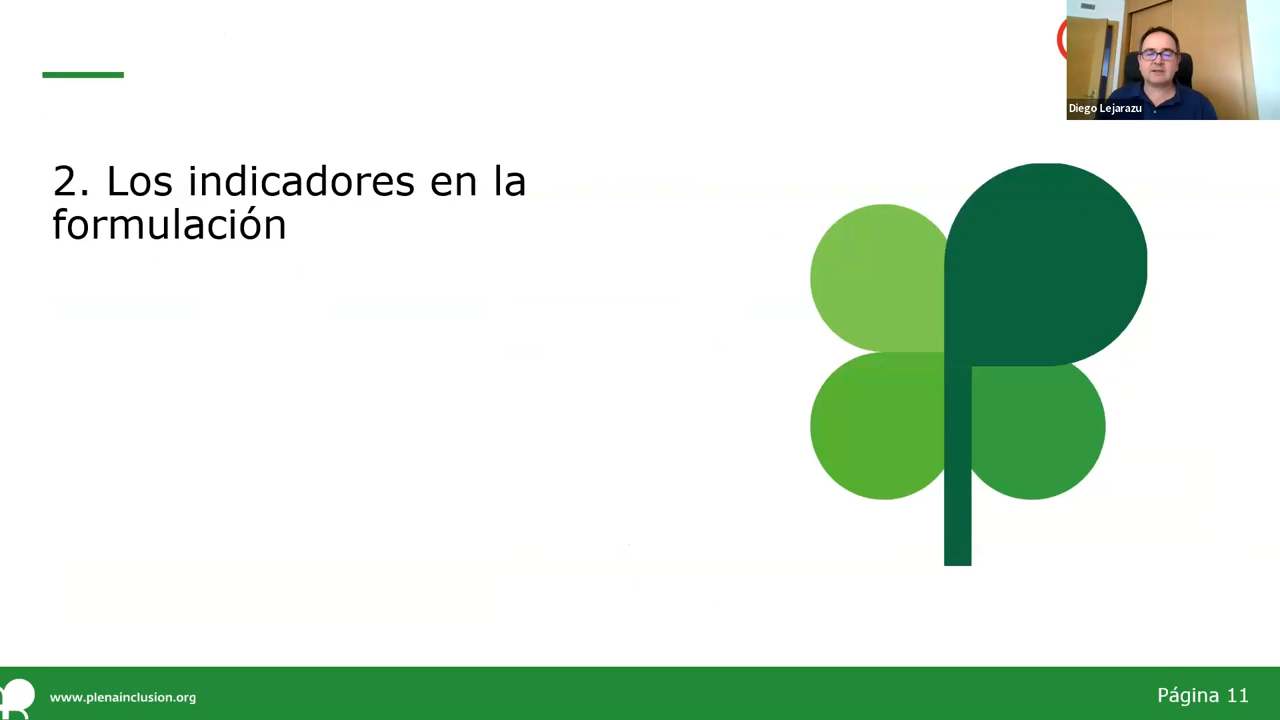 Diego Lejarazu
2. Los indicadores en la
formulación
www.plenainclusion.org
Página 11